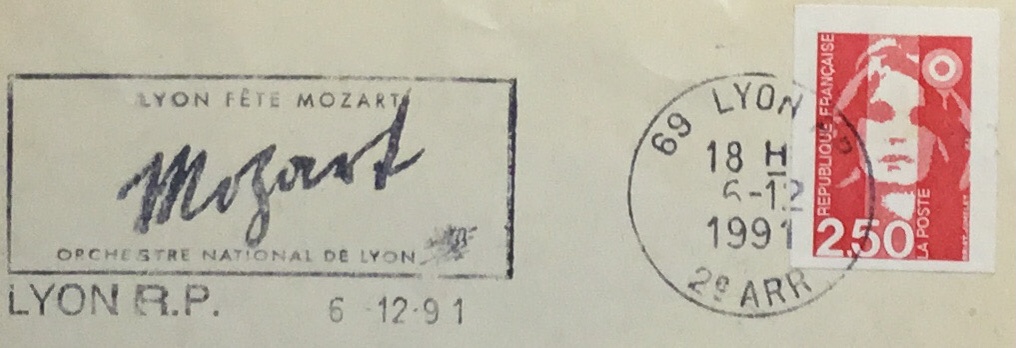 LYON FÊTE MOZART
Mozart
ORCHESTRE NATIONAL DE LYON
LYON R.P. 6-12-91
69 LYON
18 H
6-12
1991
2e ARR
RÉPUBLIQUE FRANÇAISE
2,50
LA POSTE